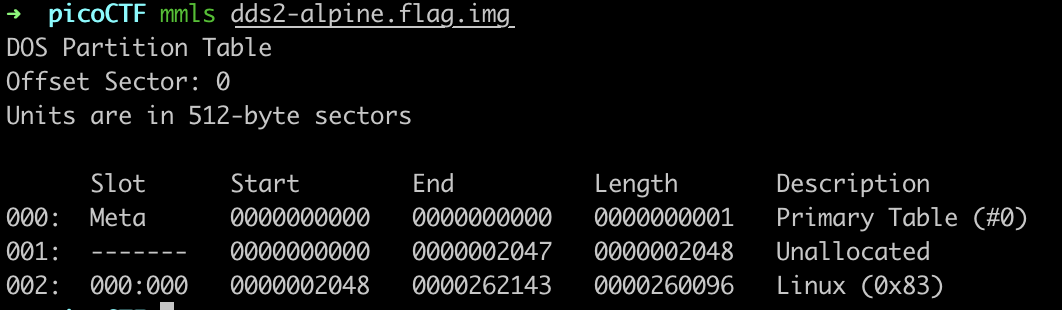 ➜  picoCTF mmls dds2-alpine.flag.img
DOS Partition Table
Offset Sector: 0
Units are in 512-byte sectors

      Slot      Start        End          Length       Description
000:  Meta      0000000000   0000000000   0000000001   Primary Table (#0)
001:  -------   0000000000   0000002047   0000002048   Unallocated
002:  000:000   0000002048   0000262143   0000260096   Linux (0x83)